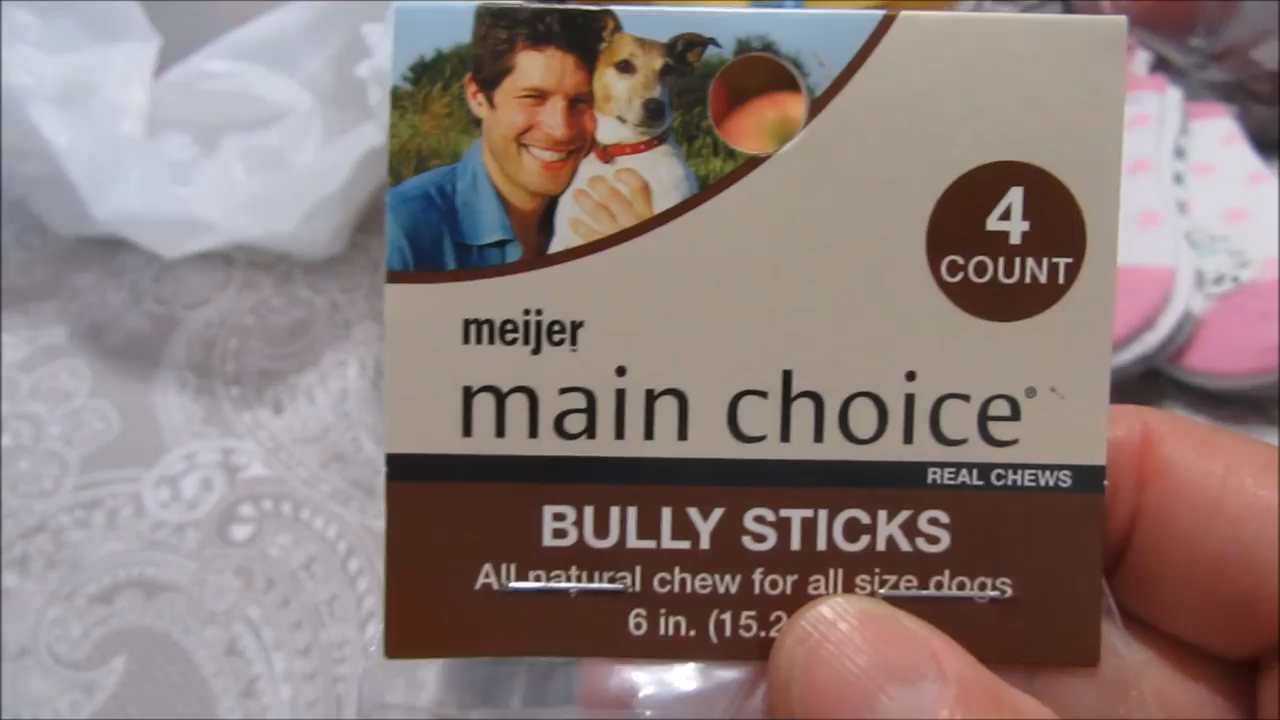 4
COUNT
meijer
main choice®
REAL CHEWS
BULLY STICKS
All natural chew for all size dogs
6 in. (15.2